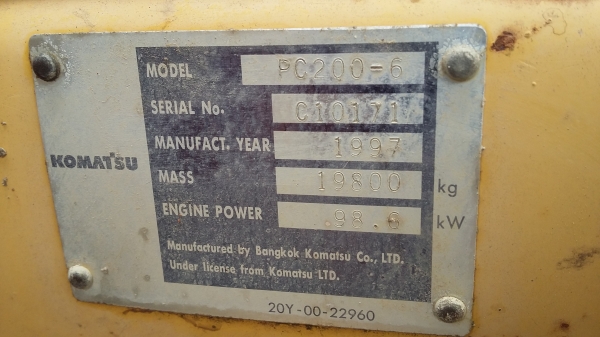 MODEL PC200-6
SERIAL No. C10171
MANUFACT. YEAR 1997
KOMATSU
MASS 19800 kg
ENGINE POWER 98.6 kW
Manufactured by Bangkok Komatsu Co., LTD.
Under license from Komatsu LTD.
20Y-00-22960